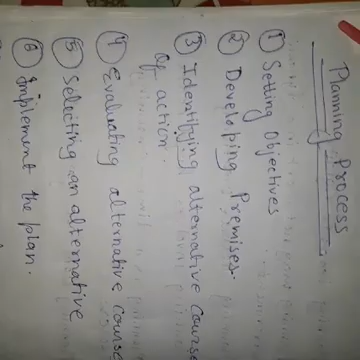 Planning Process
① Setting Objectives
② Developing Premises.
③ Identifying alternative Course
of action.
④ Evaluating alternative Course
⑤ Selecting an alternative
⑥ Implement the plan.